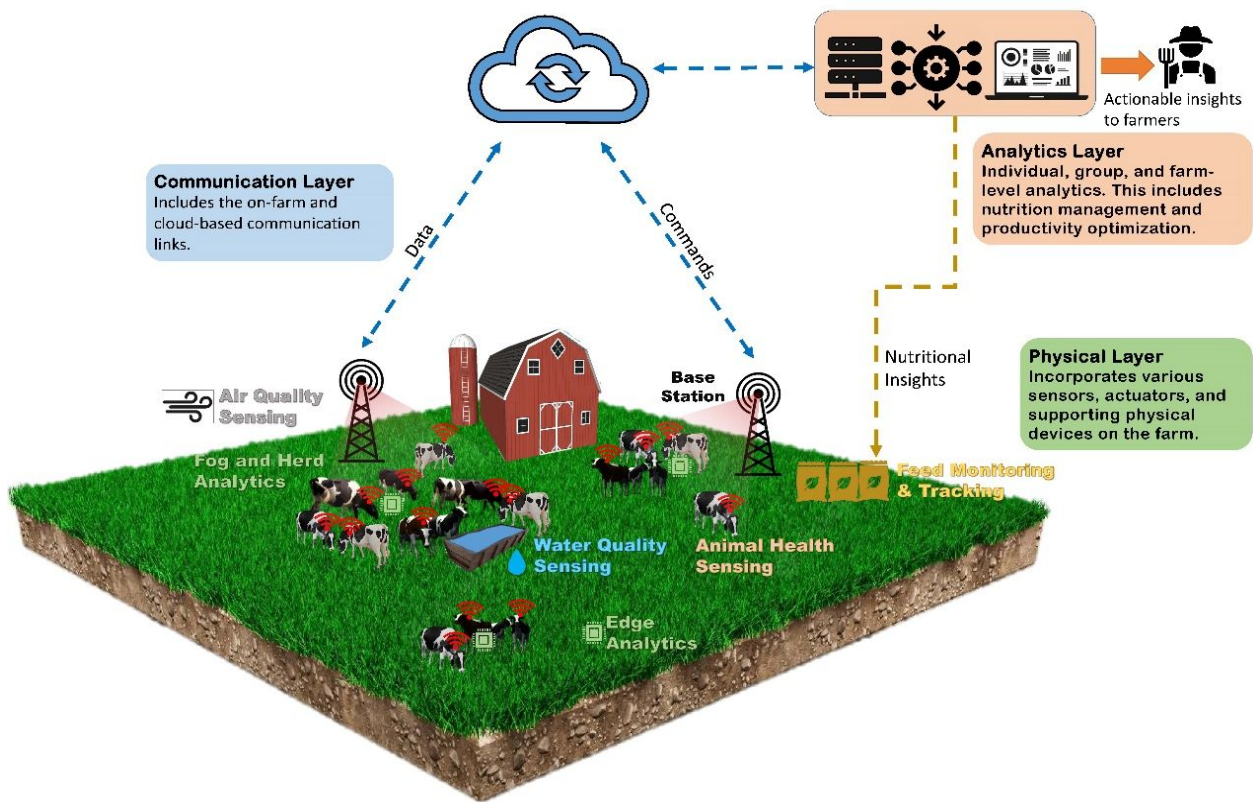 Actionable insights
to farmers
Communication Layer
Includes the on-farm and
cloud-based communication
links.
Analytics Layer
Individual, group, and farm-
level analytics. This includes
nutrition management and
productivity optimization.
Data
Commands
Nutritional
Insights
Physical Layer
Incorporates various
sensors, actuators, and
supporting physical
devices on the farm.
Base
Station
Air Quality
Sensing
Fog and Herd
Analytics
Feed Monitoring
& Tracking
Water Quality
Sensing
Animal Health
Sensing
Edge
Analytics